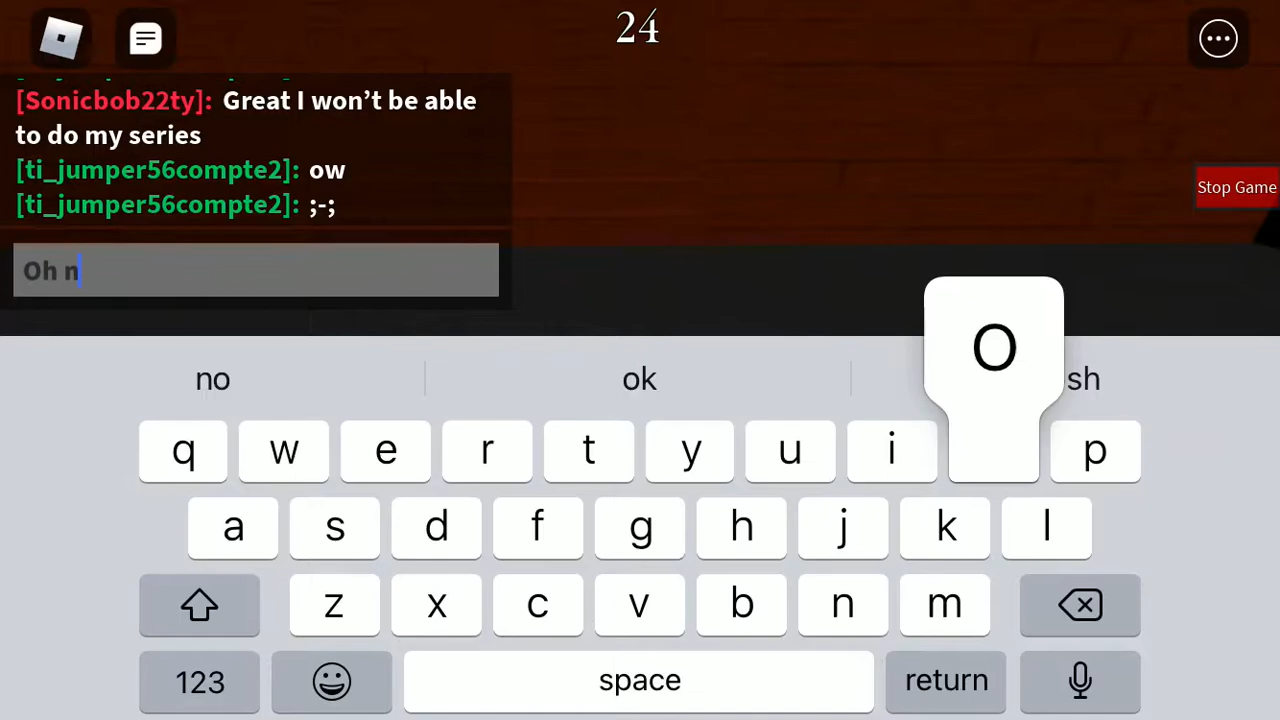 24
[Sonicbob22ty]: Great I won’t be able
to do my series
[ti_jumper56compte2]: ow
[ti_jumper56compte2]: ;-;
Stop Game
Oh n
no ok sh
O
q w e r t y u i p
a s d f g h j k l
z x c v b n m
123 space return